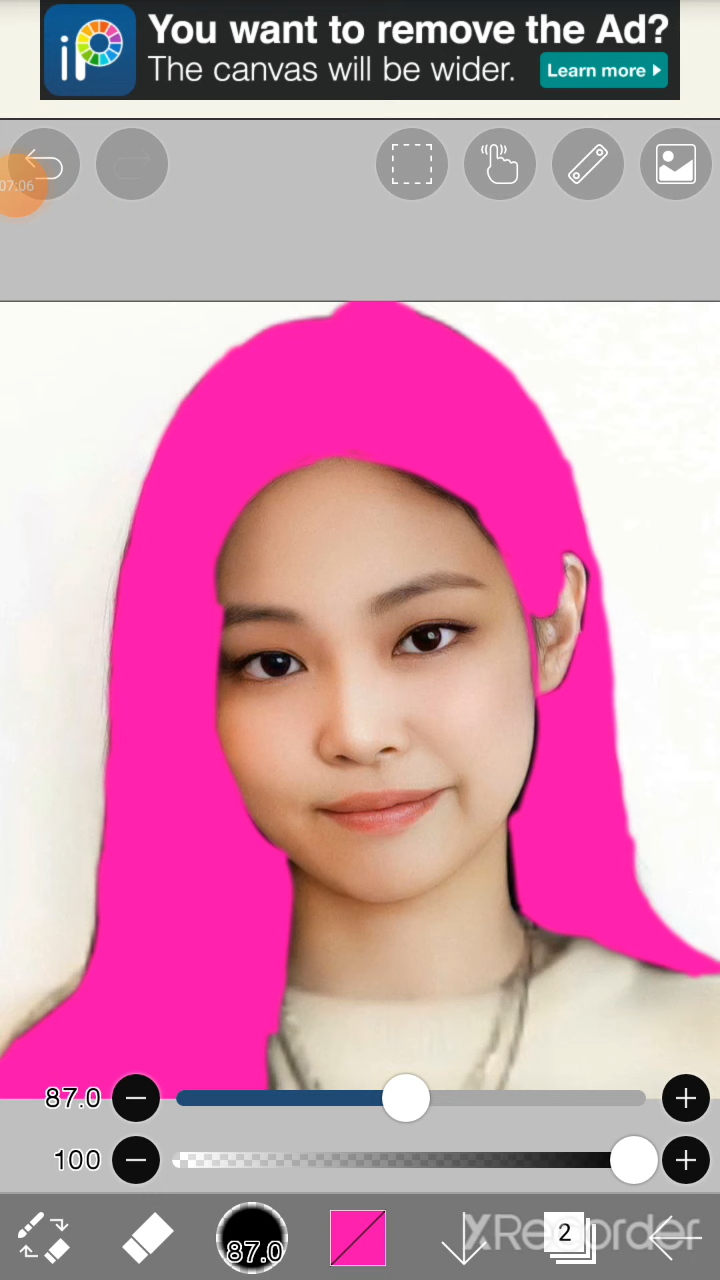 iP
You want to remove the Ad?
The canvas will be wider.
Learn more
07:06
87.0
100
87.0
2
XRecorder